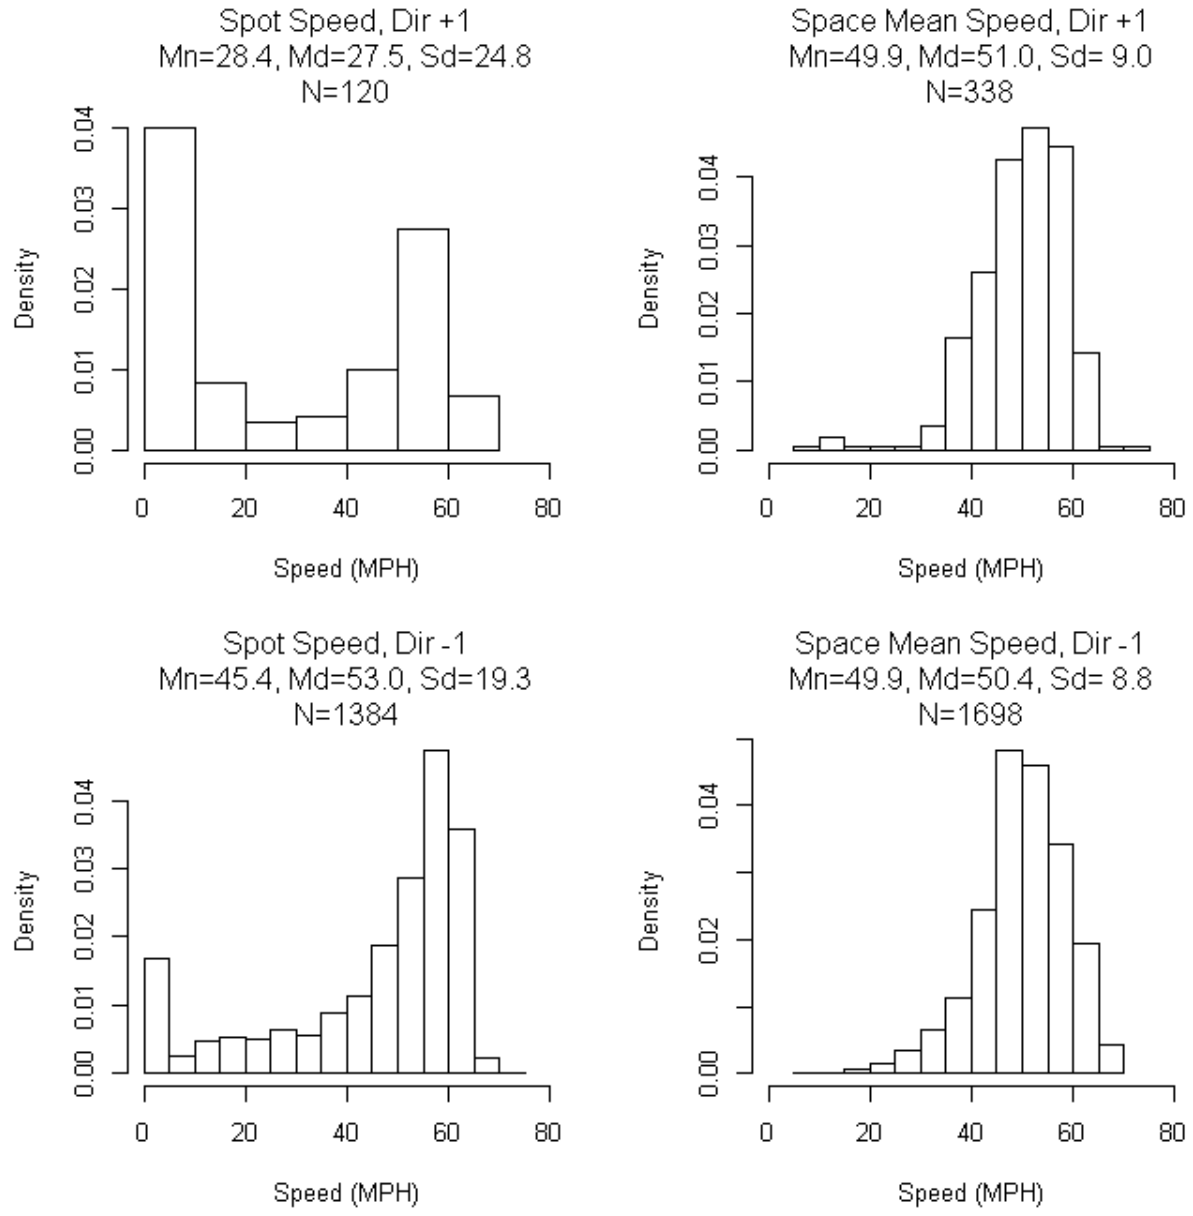 Spot Speed, Dir +1
Mn=28.4, Md=27.5, Sd=24.8
N=120
0.04
0.03
0.02
0.01
0.00
Density
0 20 40 60 80
Speed (MPH)
Space Mean Speed, Dir +1
Mn=49.9, Md=51.0, Sd= 9.0
N=338
0.04
0.03
0.02
0.01
0.00
Density
0 20 40 60 80
Speed (MPH)
Spot Speed, Dir -1
Mn=45.4, Md=53.0, Sd=19.3
N=1384
0.04
0.03
0.02
0.01
0.00
Density
0 20 40 60 80
Speed (MPH)
Space Mean Speed, Dir -1
Mn=49.9, Md=50.4, Sd= 8.8
N=1698
0.04
0.02
0.00
Density
0 20 40 60 80
Speed (MPH)